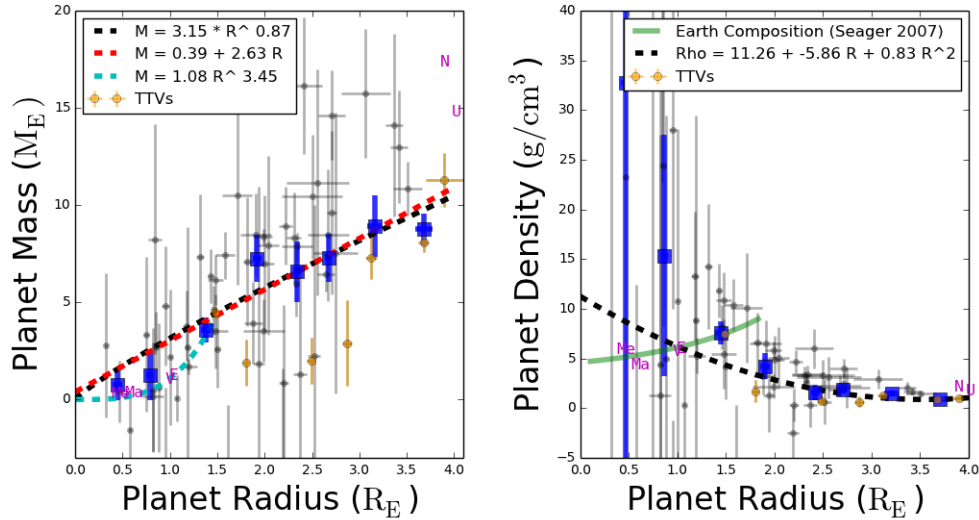 20
15
10
5
0
Planet Mass (M_E)
M = 3.15 * R^ 0.87
M = 0.39 + 2.63 R
M = 1.08 R^ 3.45
TTVs
N
U
Me
Ma
V
E
0.0 0.5 1.0 1.5 2.0 2.5 3.0 3.5 4.0
Planet Radius (R_E)
40
35
30
25
20
15
10
5
0
−5
Planet Density (g/cm³)
Earth Composition (Seager 2007)
Rho = 11.26 + -5.86 R + 0.83 R^2
TTVs
Me
Ma
V
E
N
U
0.0 0.5 1.0 1.5 2.0 2.5 3.0 3.5 4.0
Planet Radius (R_E)